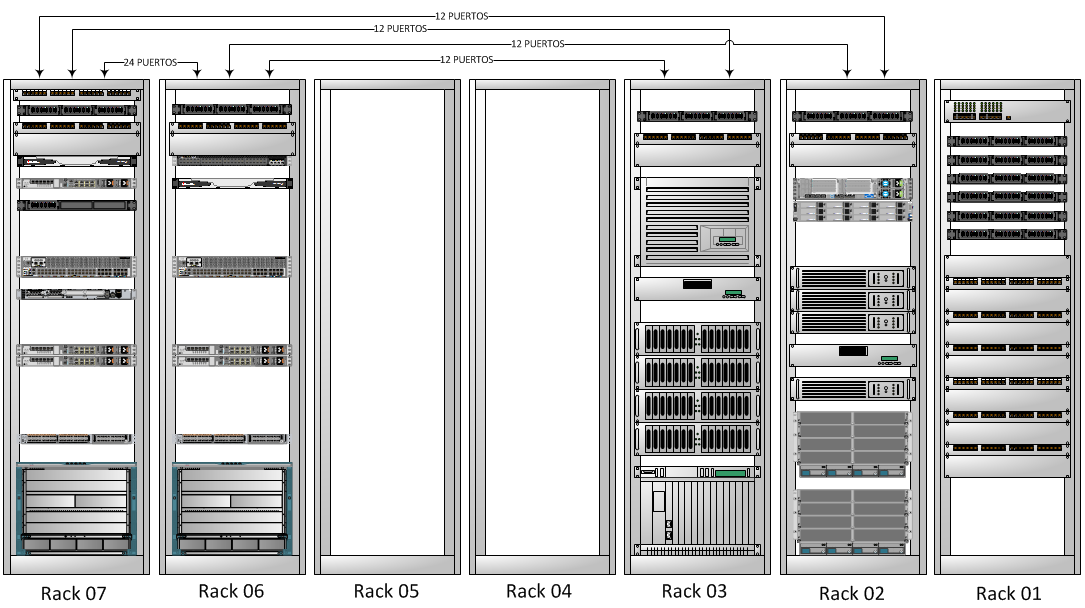 12 PUERTOS
12 PUERTOS
12 PUERTOS
12 PUERTOS
24 PUERTOS
Rack 07
Rack 06
Rack 05
Rack 04
Rack 03
Rack 02
Rack 01